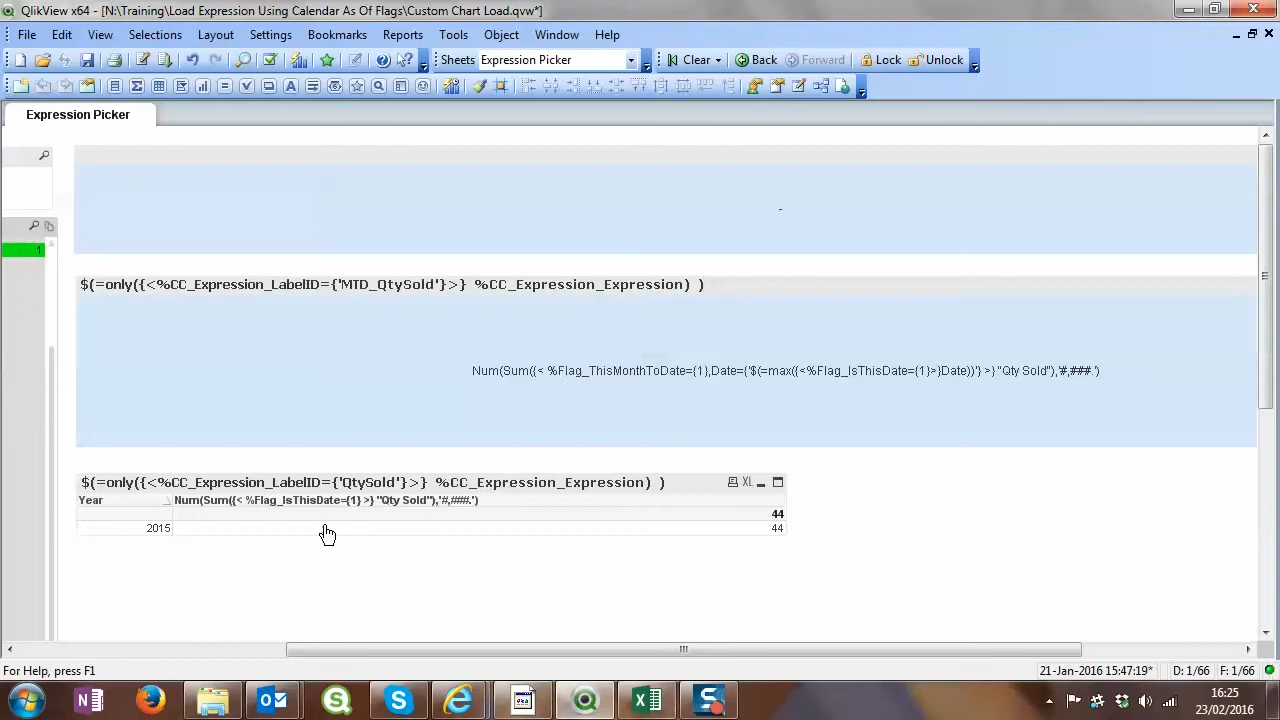 QlikView x64 - [N:\Training\Load Expression Using Calendar As Of Flags\Custom Chart Load.qvw*]
File Edit View Selections Layout Settings Bookmarks Reports Tools Object Window Help
Sheets Expression Picker Clear Back Forward Lock Unlock
Expression Picker
-
1
$(=only({<%CC_Expression_LabelID={'MTD_QtySold'}>} %CC_Expression_Expression) )
Num(Sum({< %Flag_ThisMonthToDate={1},Date={'$(=max({<%Flag_IsThisDate={1}>}Date))'} >}"Qty Sold"),'#,###.')
$(=only({<%CC_Expression_LabelID={'QtySold'}>} %CC_Expression_Expression) )
XL
Year Num(Sum({< %Flag_IsThisDate={1} >} "Qty Sold"),'#,###.')
44
2015 44
For Help, press F1 21-Jan-2016 15:47:19* D: 1/66 F: 1/66
16:25
23/02/2016